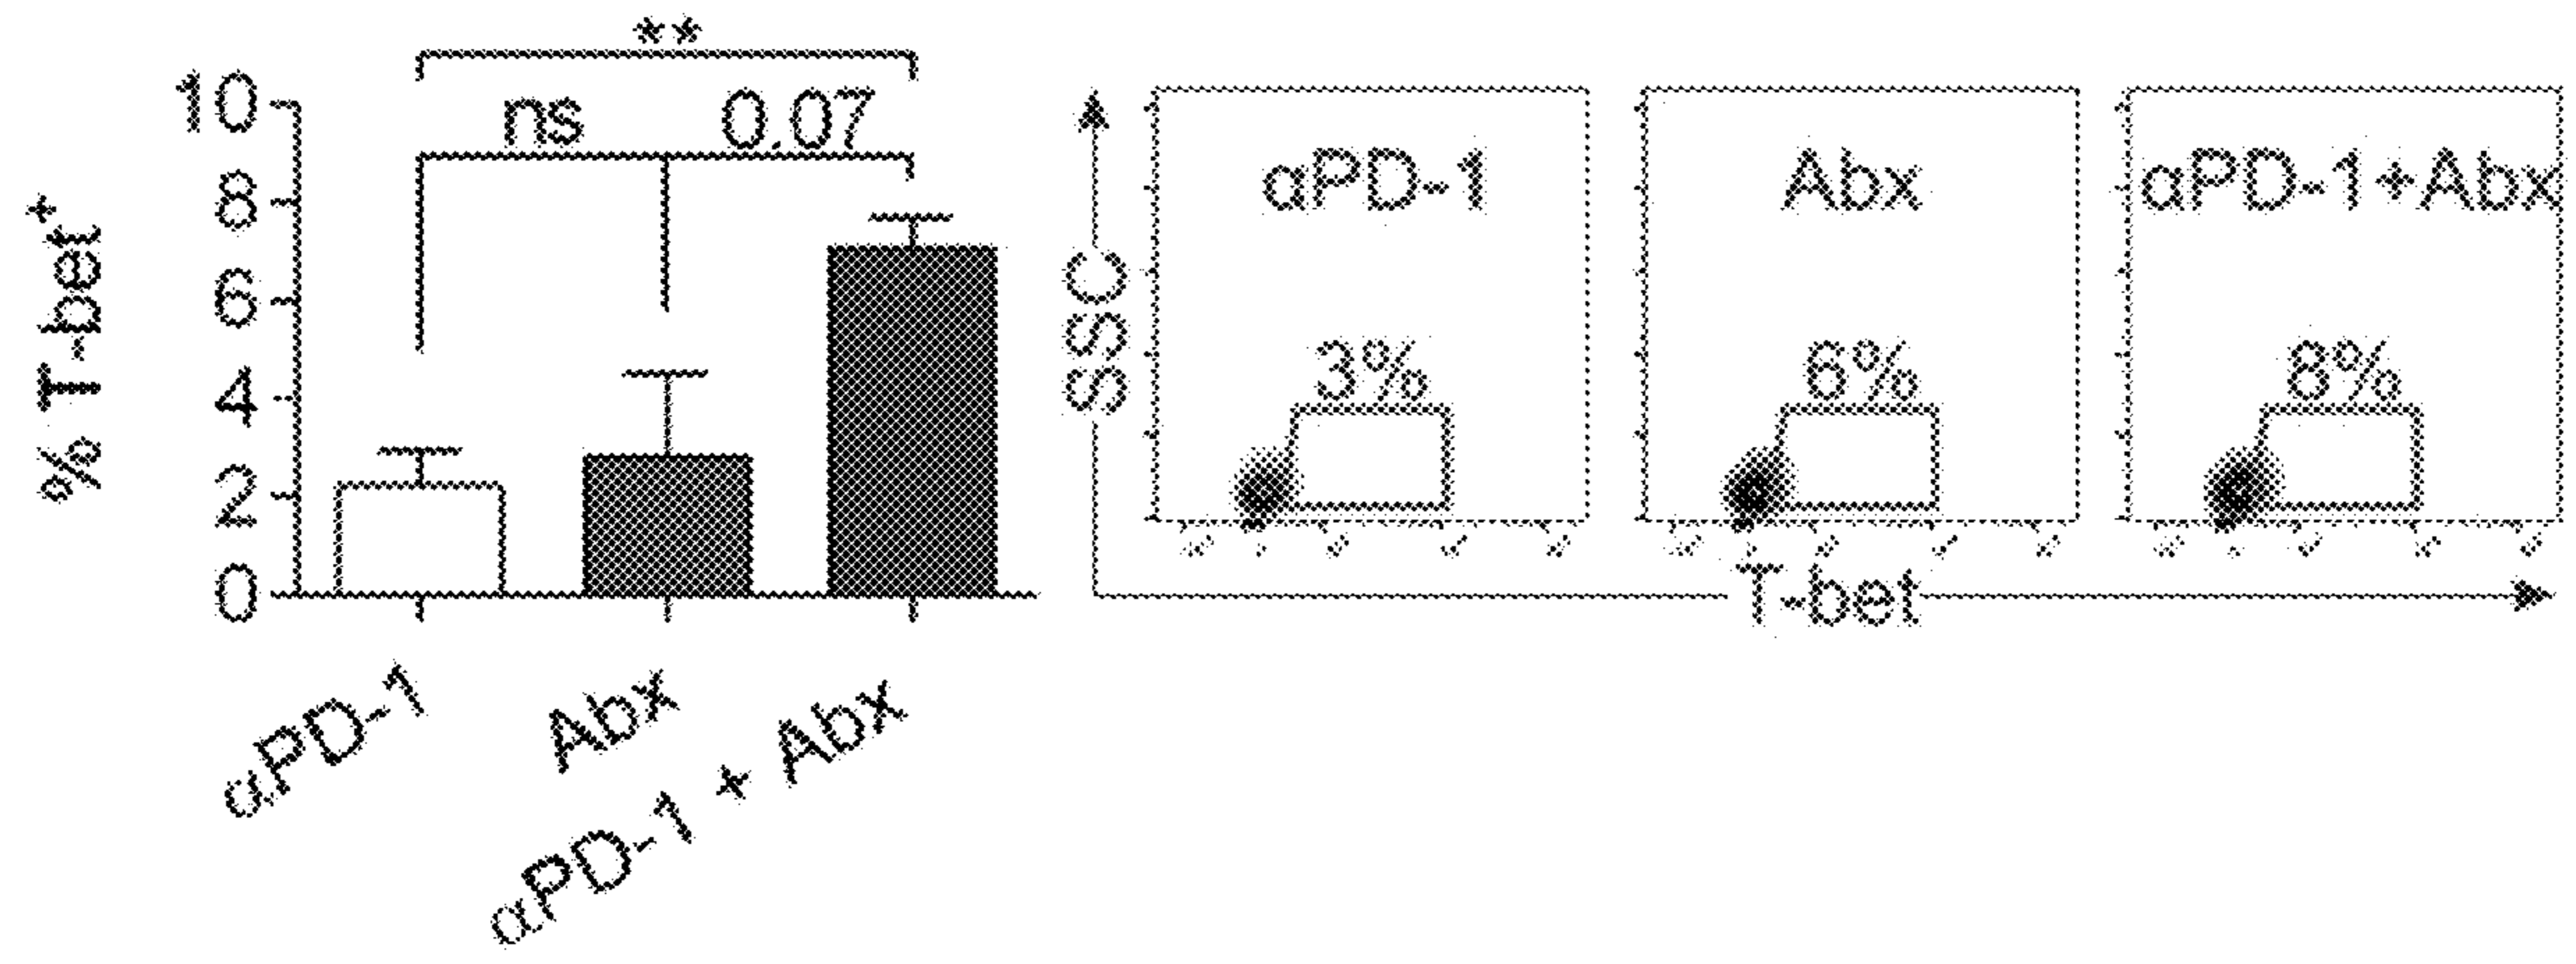 **
ns 0.07
10
8
6
4
2
0
% T-bet+
αPD-1
Abx
αPD-1 + Abx
SSC
αPD-1
3%
Abx
6%
αPD-1+Abx
8%
T-bet